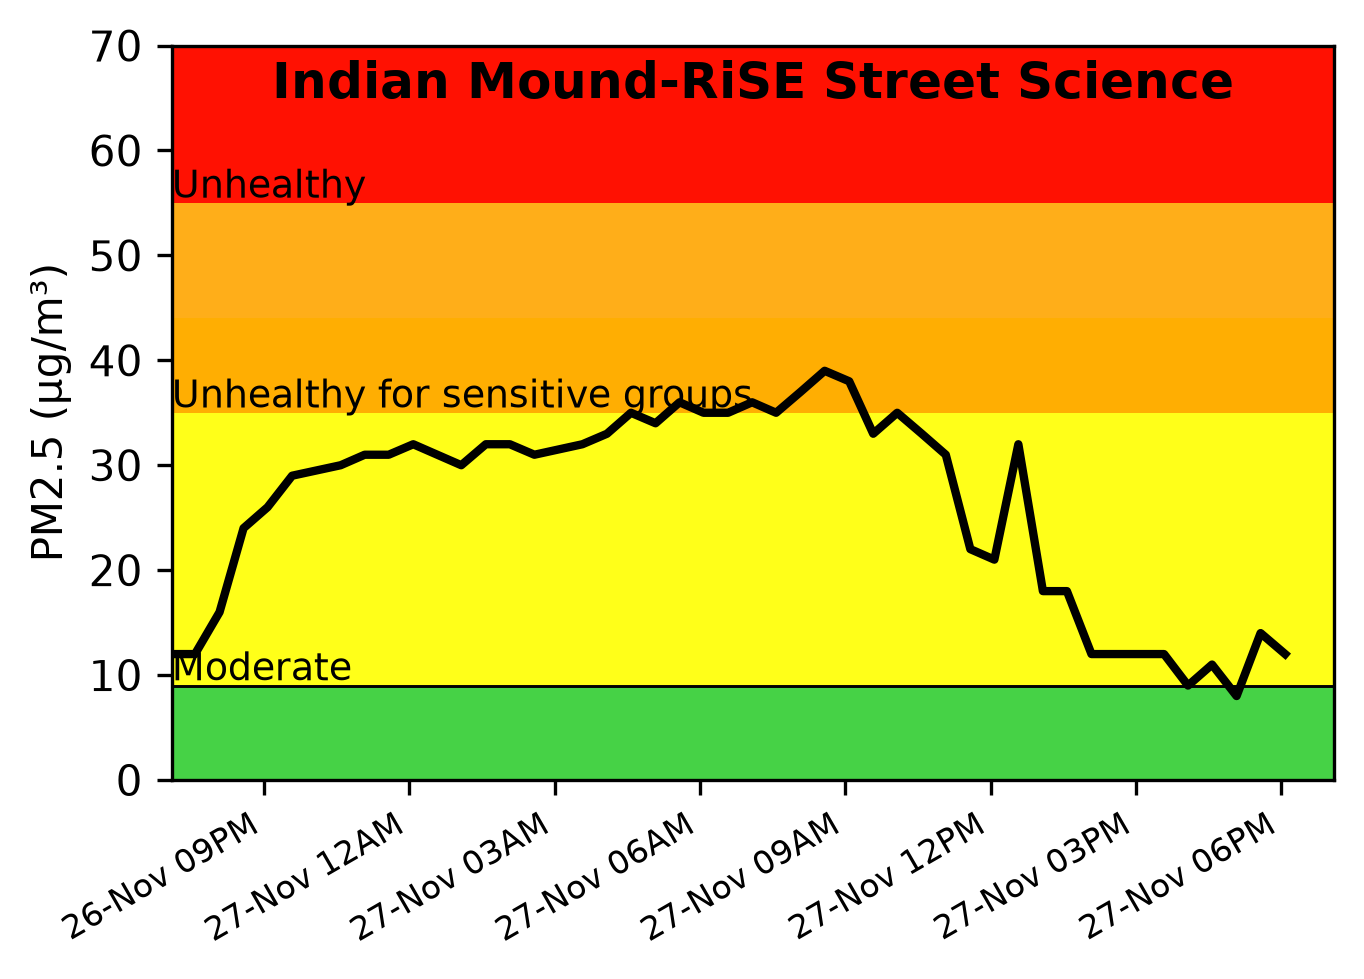 Indian Mound-RiSE Street Science
PM2.5 (µg/m³)
70
60
50
40
30
20
10
0
Unhealthy
Unhealthy for sensitive groups
Moderate
26-Nov 09PM
27-Nov 12AM
27-Nov 03AM
27-Nov 06AM
27-Nov 09AM
27-Nov 12PM
27-Nov 03PM
27-Nov 06PM